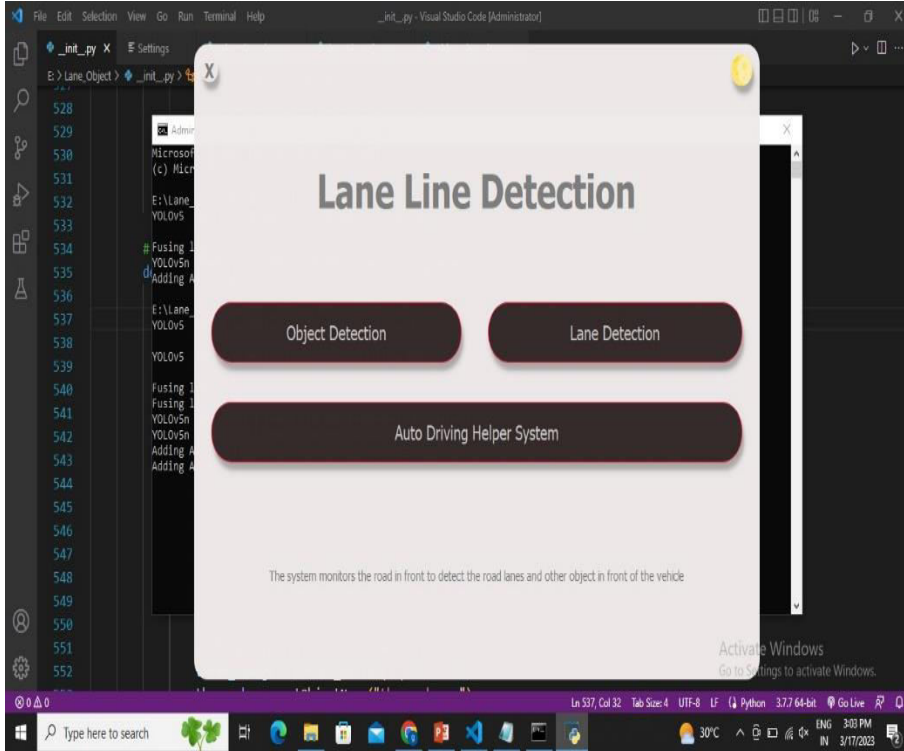 File Edit Selection View Go Run Terminal Help
_init_.py - Visual Studio Code [Administrator]
_init_.py X Settings
E: > Lane_Object > _init_.py >
528
529
530
531
532
533
534 #
535
536
537
538
539
540
541
542
543
544
545
546
547
548
549
550
551
552
Microsof
(c) Micr
E:\Lane_
YOLOv5
Fusing l
YOLOv5n
Adding A
E:\Lane_
YOLOv5
YOLOv5
Fusing l
Fusing l
YOLOv5n
YOLOv5n
Adding A
Adding A
X
Lane Line Detection
Object Detection
Lane Detection
Auto Driving Helper System
The system monitors the road in front to detect the road lanes and other object in front of the vehicle
Activate Windows
Go to Settings to activate Windows.
0 0 Ln 537, Col 32 Tab Size: 4 UTF-8 LF Python 3.7.7 64-bit Go Live
Type here to search
30°C
ENG
IN
3:03 PM
3/17/2023